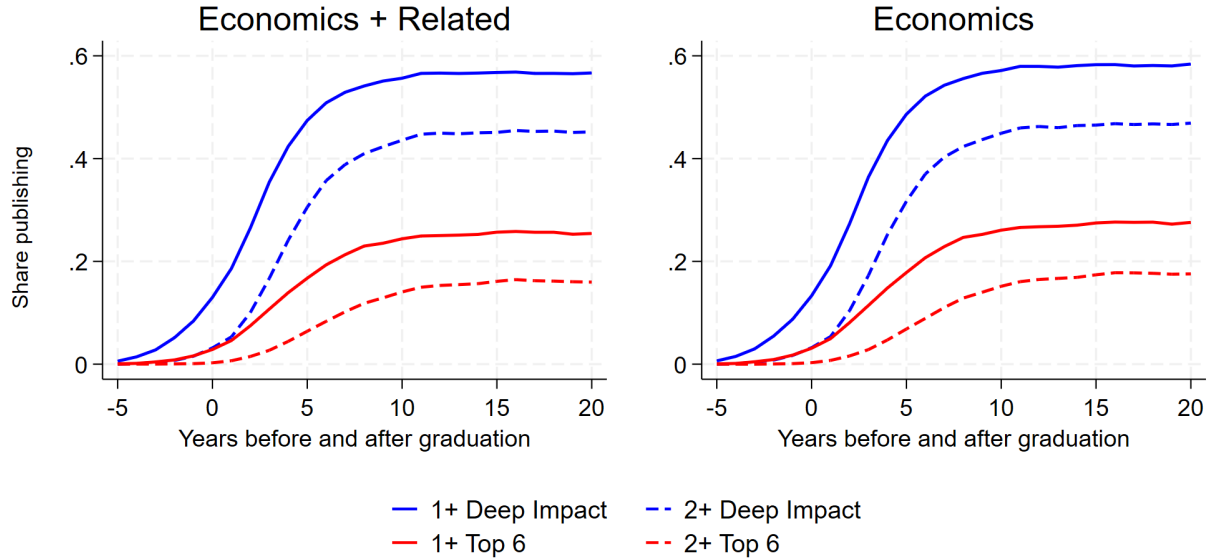 Economics + Related
Economics
Share publishing
.6
.4
.2
0
-5 0 5 10 15 20
Years before and after graduation
.6
.4
.2
0
-5 0 5 10 15 20
Years before and after graduation
1+ Deep Impact
2+ Deep Impact
1+ Top 6
2+ Top 6